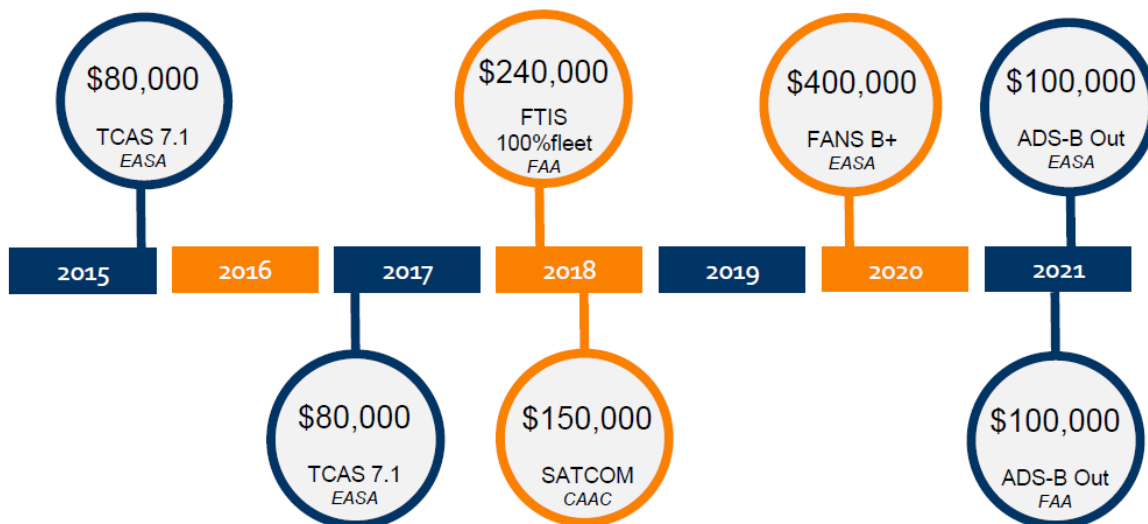 $80,000
TCAS 7.1
EASA
$240,000
FTIS
100%fleet
FAA
$400,000
FANS B+
EASA
$100,000
ADS-B Out
EASA
2015
2016
2017
2018
2019
2020
2021
$80,000
TCAS 7.1
EASA
$150,000
SATCOM
CAAC
$100,000
ADS-B Out
FAA